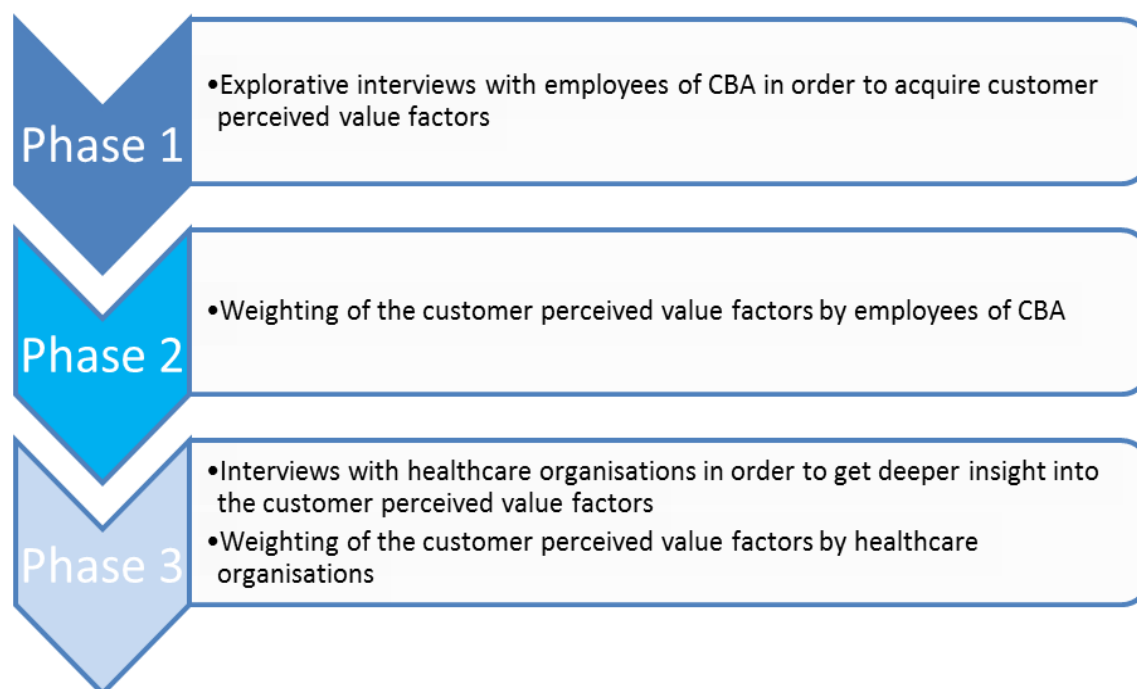 Phase 1
•Explorative interviews with employees of CBA in order to acquire customer
perceived value factors
Phase 2
•Weighting of the customer perceived value factors by employees of CBA
Phase 3
•Interviews with healthcare organisations in order to get deeper insight into
the customer perceived value factors
•Weighting of the customer perceived value factors by healthcare
organisations